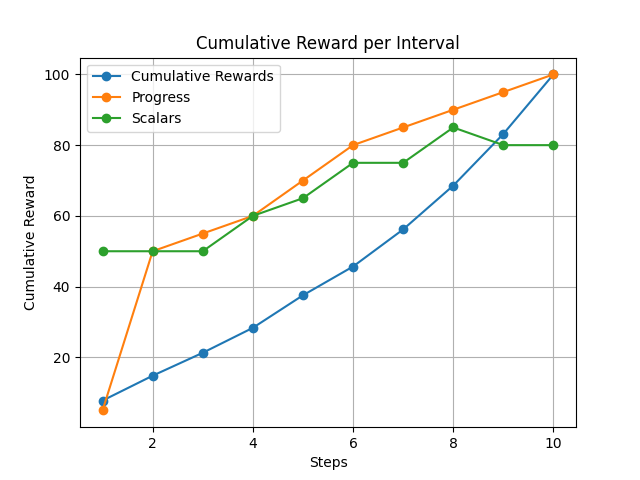 Cumulative Reward per Interval
Cumulative Rewards
Progress
Scalars
100
80
60
40
20
Cumulative Reward
2 4 6 8 10
Steps